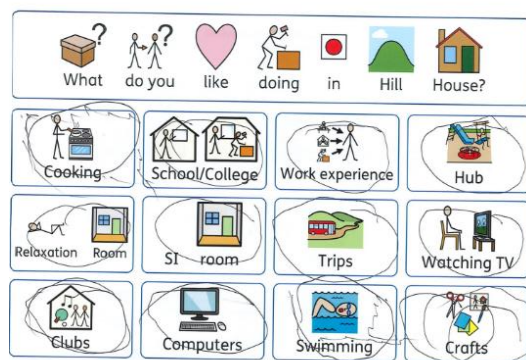 What do you like doing in Hill House?
Cooking School/College Work experience Hub
Relaxation Room SI room Trips Watching TV
Clubs Computers Swimming Crafts